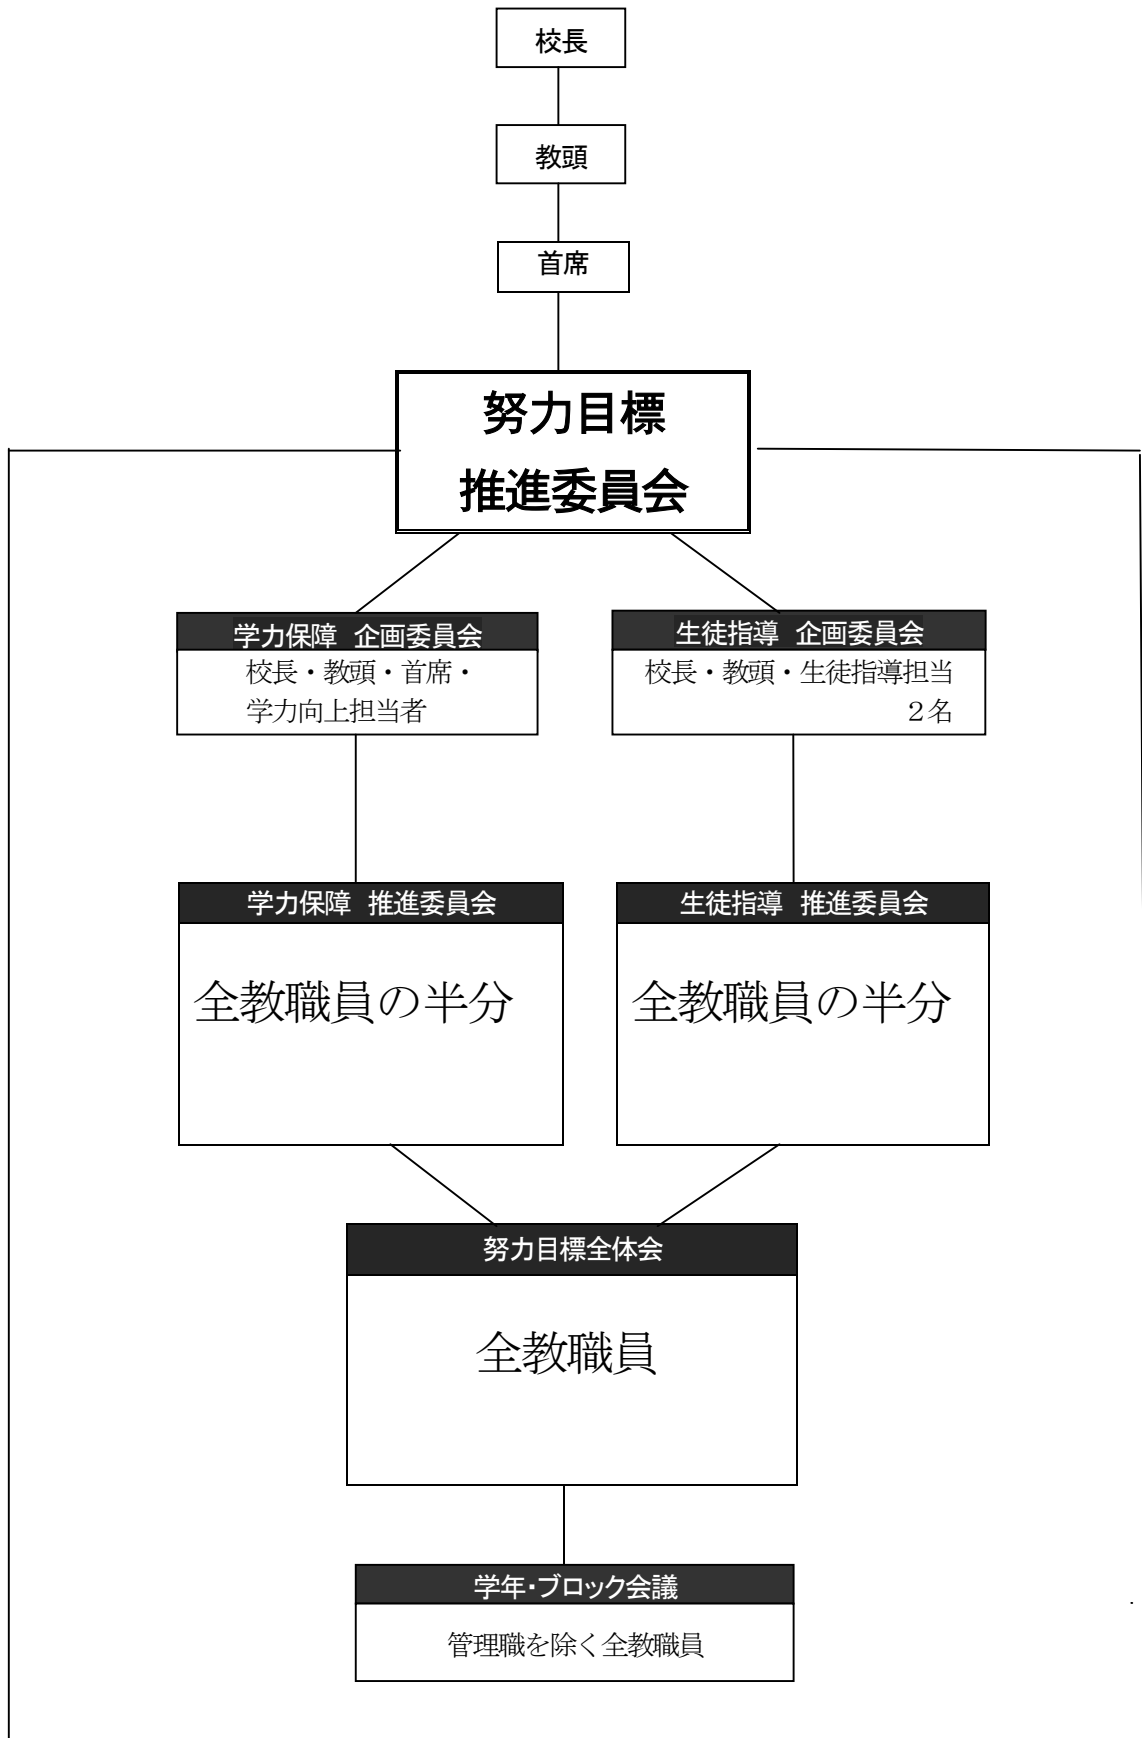 校長
教頭
首席
努力目標
推進委員会
学力保障 企画委員会
校長・教頭・首席・
学力向上担当者
生徒指導 企画委員会
校長・教頭・生徒指導担当
２名
学力保障 推進委員会
全教職員の半分
生徒指導 推進委員会
全教職員の半分
努力目標全体会
全教職員
学年・ブロック会議
管理職を除く全教職員